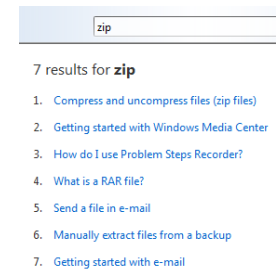 zip
7 results for zip
1. Compress and uncompress files (zip files)
2. Getting started with Windows Media Center
3. How do I use Problem Steps Recorder?
4. What is a RAR file?
5. Send a file in e-mail
6. Manually extract files from a backup
7. Getting started with e-mail